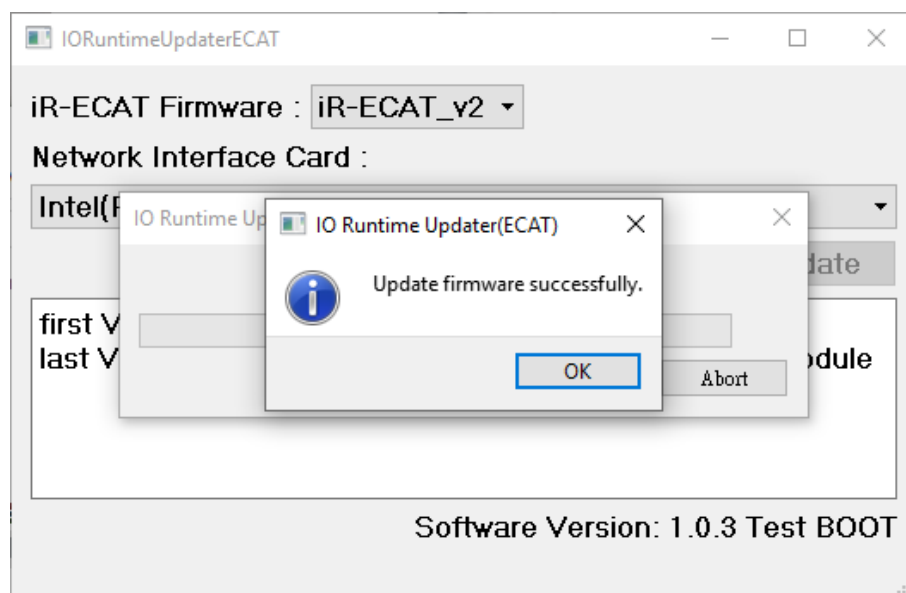 IORuntimeUpdaterECAT
iR-ECAT Firmware : iR-ECAT_v2
Network Interface Card :
Intel(
IO Runtime Up
IO Runtime Updater(ECAT)
Update firmware successfully.
date
first V
last V
odule
OK
Abort
Software Version: 1.0.3 Test BOOT